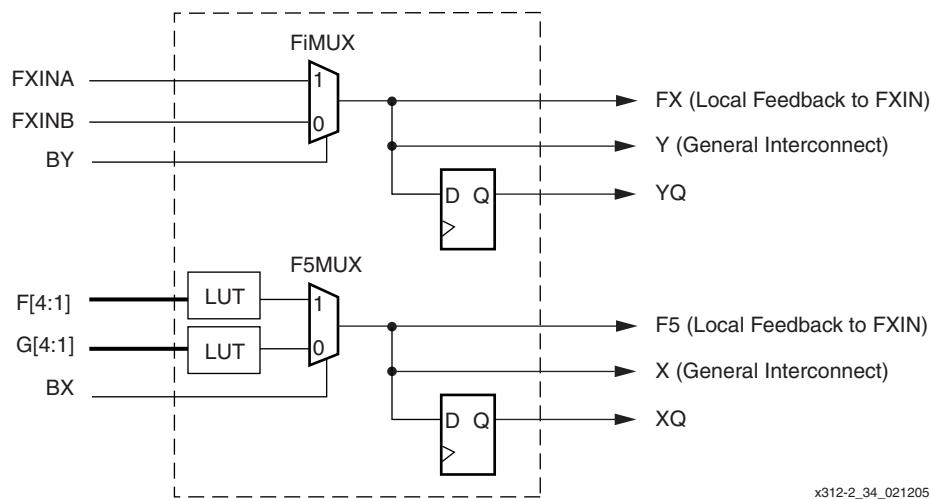 FiMUX
FXINA
1
FX (Local Feedback to FXIN)
FXINB
0
Y (General Interconnect)
BY
D Q
YQ
F5MUX
F[4:1]
LUT
1
F5 (Local Feedback to FXIN)
G[4:1]
LUT
0
X (General Interconnect)
BX
D Q
XQ
x312-2_34_021205